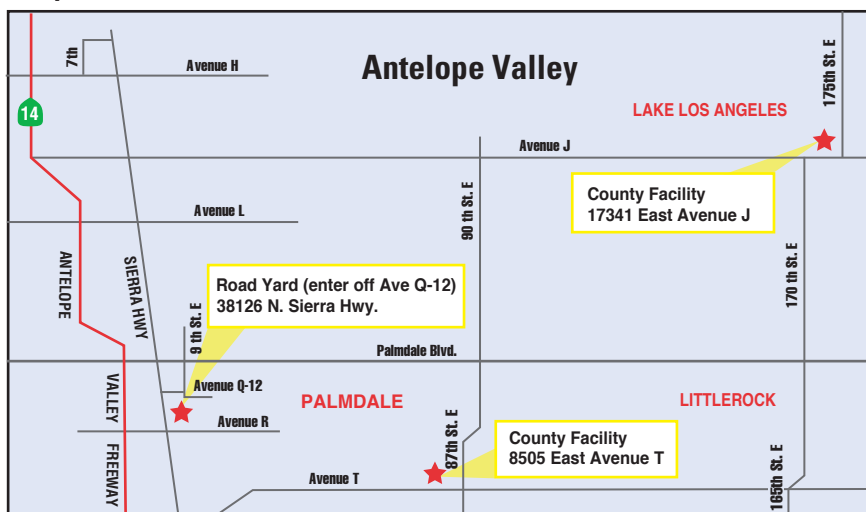 7th
Avenue H
Antelope Valley
175th St. E
14
LAKE LOS ANGELES
Avenue J
County Facility
17341 East Avenue J
90 th St. E
Avenue L
170 th St. E
ANTELOPE
SIERRA HWY
Road Yard (enter off Ave Q-12)
38126 N. Sierra Hwy.
9 th St. E
Palmdale Blvd.
Avenue Q-12
VALLEY
PALMDALE
LITTLEROCK
Avenue R
87th St. E
County Facility
8505 East Avenue T
FREEWAY
Avenue T
165th St. E